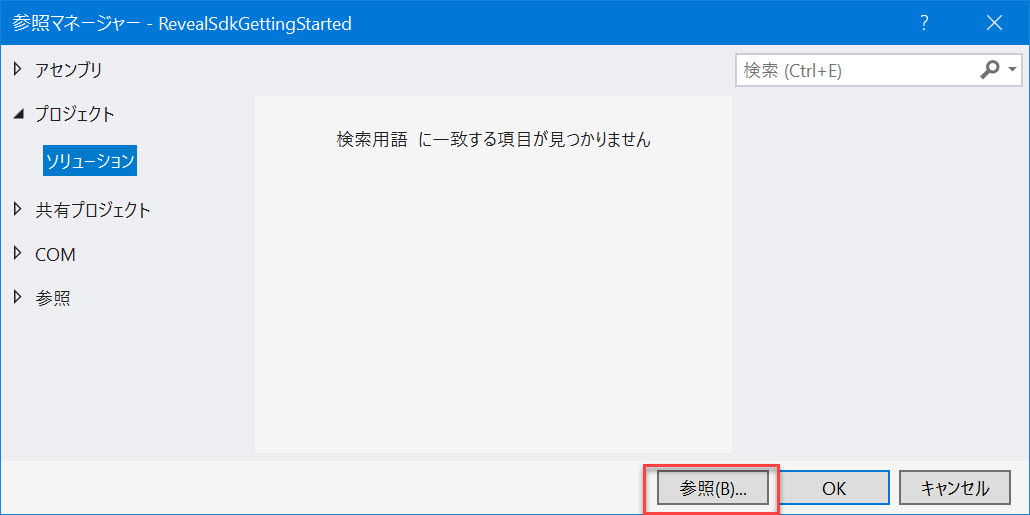 参照マネージャー - RevealSdkGettingStarted
?
アセンブリ
検索 (Ctrl+E)
プロジェクト
検索用語 に一致する項目が見つかりません
ソリューション
共有プロジェクト
COM
参照
参照(B)...
OK
キャンセル